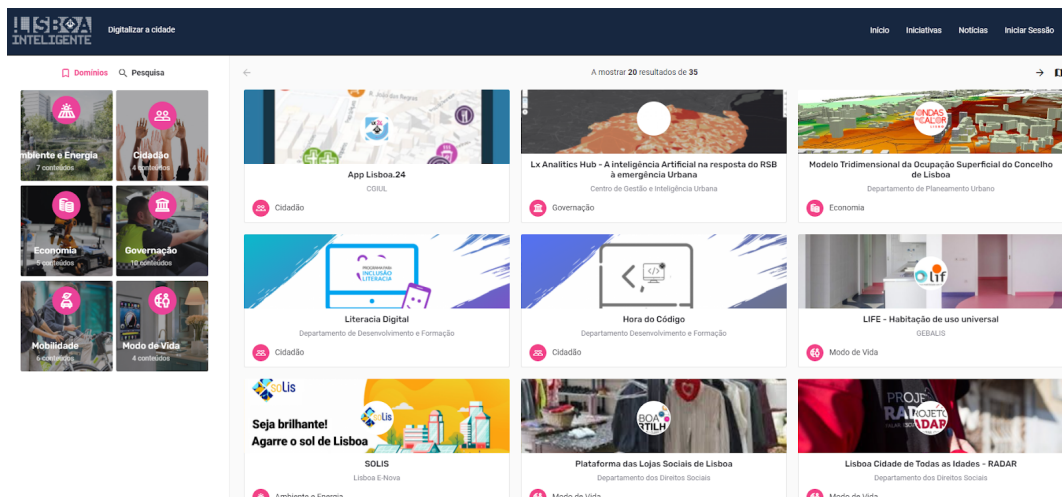 LISBOA
INTELIGENTE
Digitalizar a cidade
Início Iniciativas Notícias Iniciar Sessão
Domínios Pesquisa
A mostrar 20 resultados de 35
Ambiente e Energia
7 conteúdos
Cidadão
4 conteúdos
Economia
5 conteúdos
Governação
10 conteúdos
Mobilidade
6 conteúdos
Modo de Vida
4 conteúdos
App Lisboa.24
CGIUL
Cidadão
Lx Analitics Hub - A inteligência Artificial na resposta do RSB
à emergência Urbana
Centro de Gestão e Inteligência Urbana
Governação
ONDAS
DE CALOR
Modelo Tridimensional da Ocupação Superficial do Concelho
de Lisboa
Departamento de Planeamento Urbano
Economia
INCLUSÃO
LITERACIA
Literacia Digital
Departamento de Desenvolvimento e Formação
Cidadão
</>
Hora do Código
Departamento Desenvolvimento e Formação
Cidadão
lif
LIFE - Habitação de uso universal
GEBALIS
Modo de Vida
soLis
Seja brilhante!
Agarre o sol de Lisboa
soLis
SOLIS
Lisboa E-Nova
Ambiente e Energia
BOA
RTILH
Plataforma das Lojas Sociais de Lisboa
Departamento dos Direitos Sociais
Modo de Vida
PROJE
RADAR
ROJETO
ADAR
Lisboa Cidade de Todas as Idades - RADAR
Departamento dos Direitos Sociais
Modo de Vida